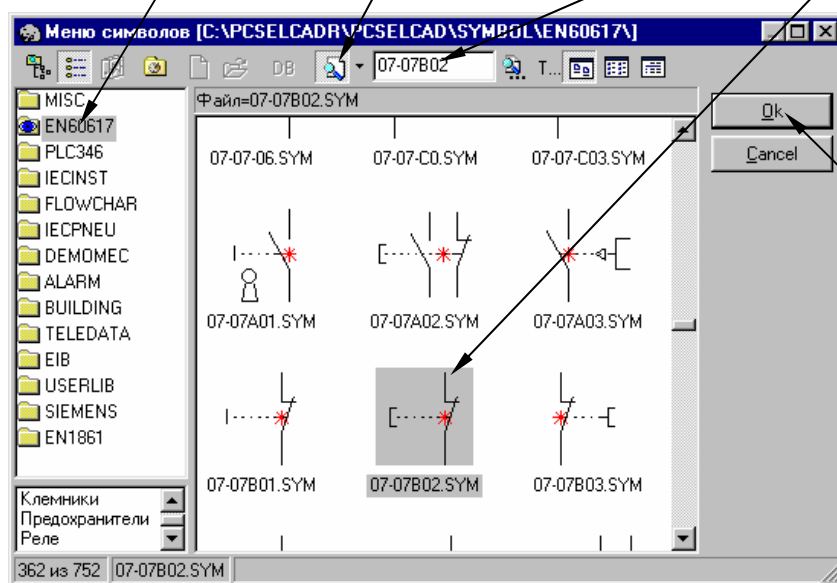 Меню символов [C:\PCSELCADR\PCSELCAD\SYMBOL\EN60617\]
DB 07-07B02 T...
MISC
EN60617
PLC346
IECINST
FLOWCHAR
IECPNEU
DEMOMEC
ALARM
BUILDING
TELEDATA
EIB
USERLIB
SIEMENS
EN1861
Клемники
Предохранители
Реле
Файл=07-07B02.SYM
07-07-06.SYM 07-07-C0.SYM 07-07-C03.SYM
07-07A01.SYM 07-07A02.SYM 07-07A03.SYM
07-07B01.SYM 07-07B02.SYM 07-07B03.SYM
Ok
Cancel
362 из 752 07-07B02.SYM